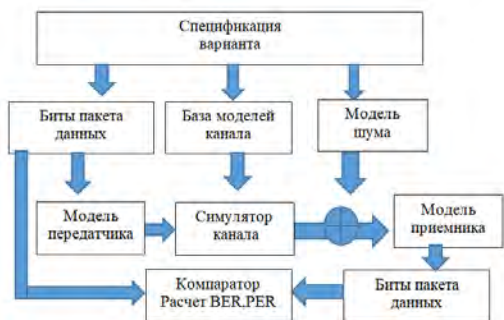 Спецификация
варианта
Биты пакета
данных
База моделей
канала
Модель
шума
Модель
передатчика
Симулятор
канала
Модель
приемника
Компаратор
Расчет BER,PER
Биты пакета
данных